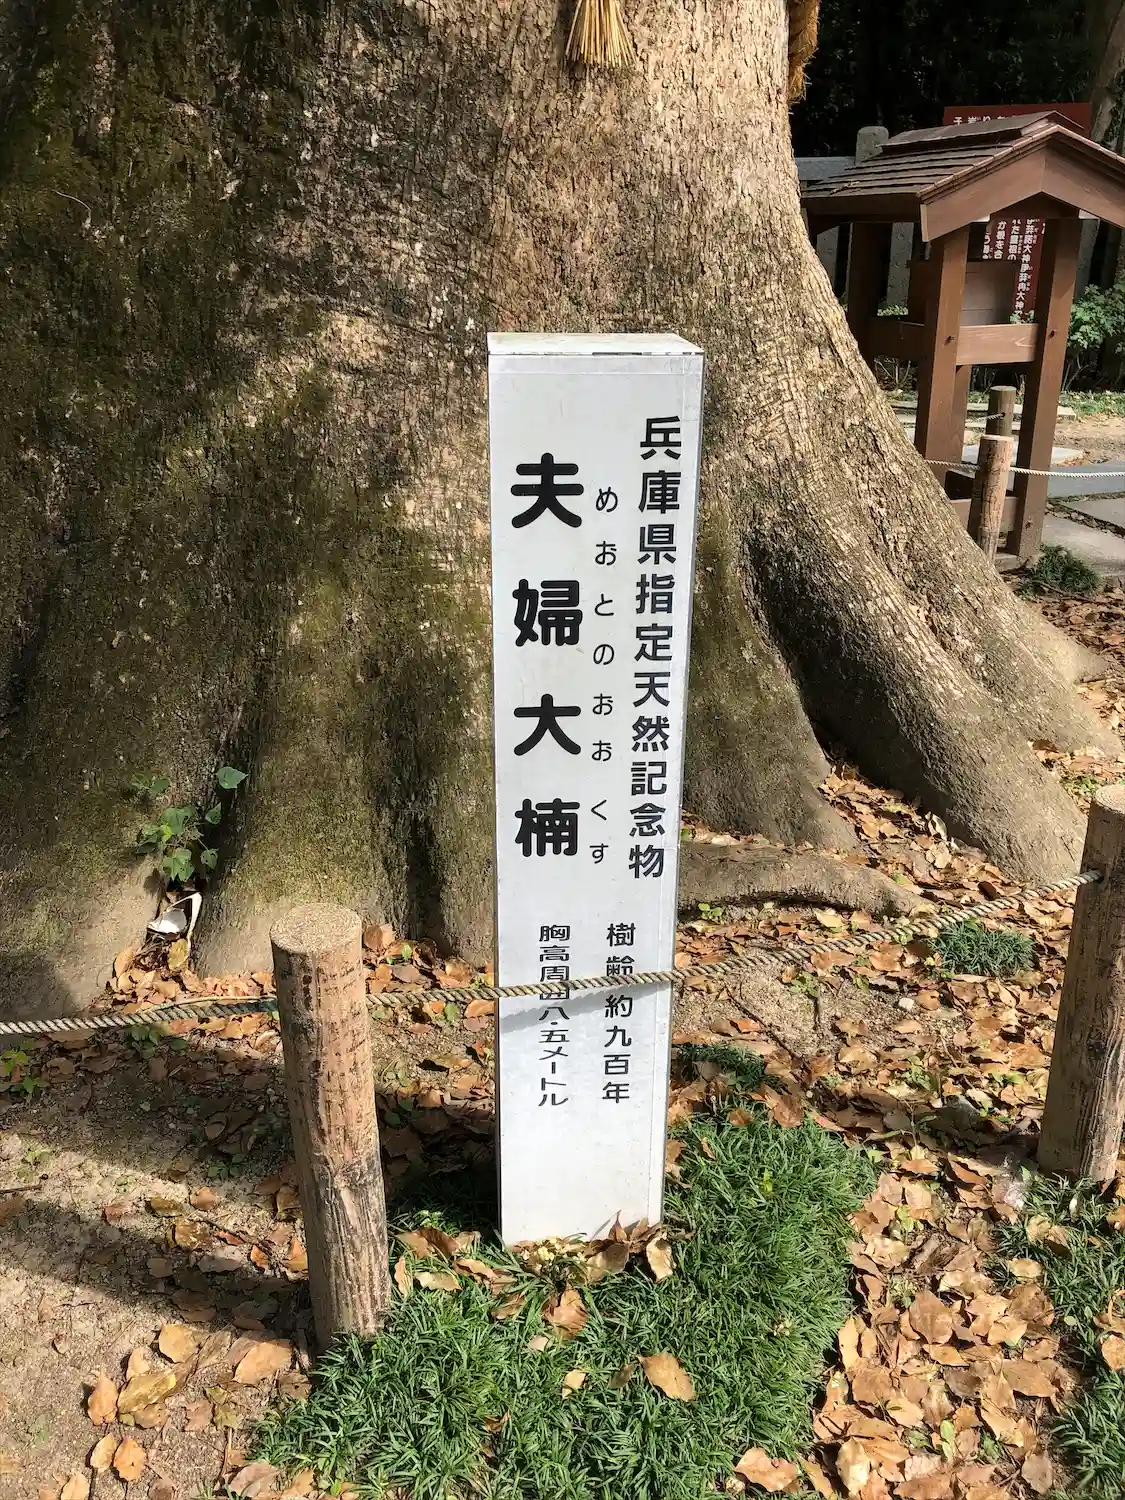 兵庫県指定天然記念物
めおとのおおくす
夫婦大楠
樹齢約九百年
胸高周囲八・五メートル